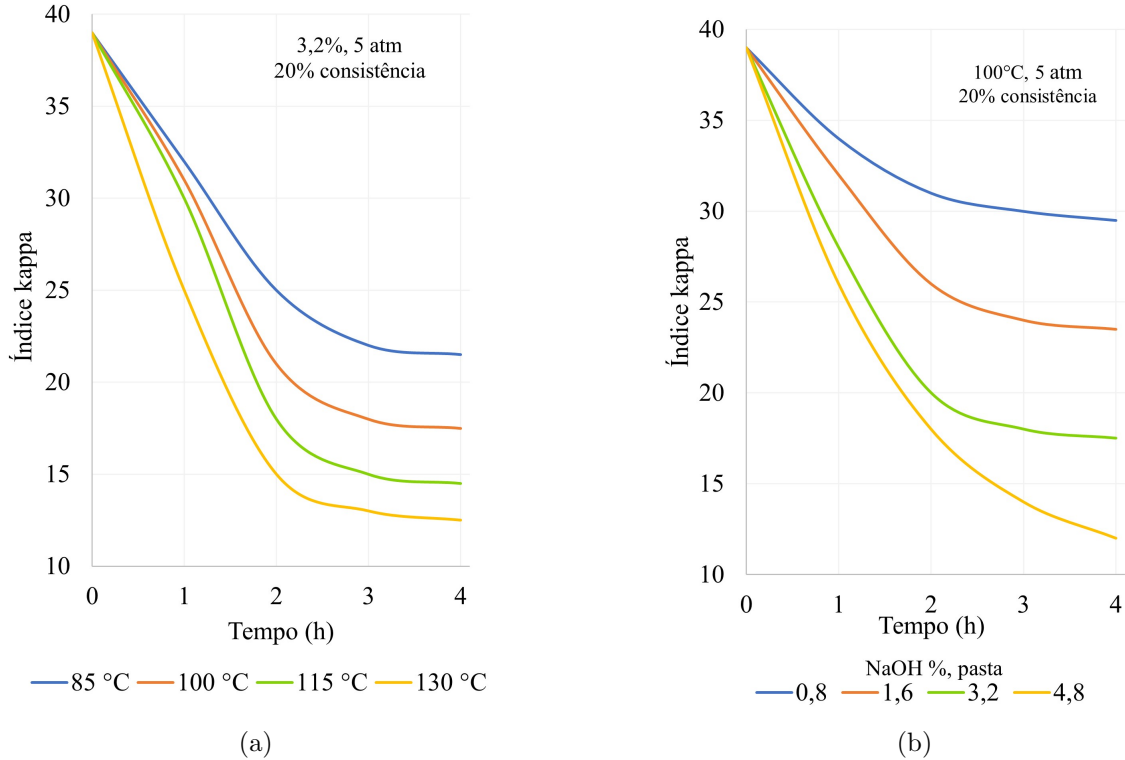 40
35
30
25
20
15
10
Índice kappa
3,2%, 5 atm
20% consistência
0 1 2 3 4
Tempo (h)
85 °C 100 °C 115 °C 130 °C
(a)
40
35
30
25
20
15
10
Índice kappa
100°C, 5 atm
20% consistência
0 1 2 3 4
Tempo (h)
NaOH %, pasta
0,8 1,6 3,2 4,8
(b)